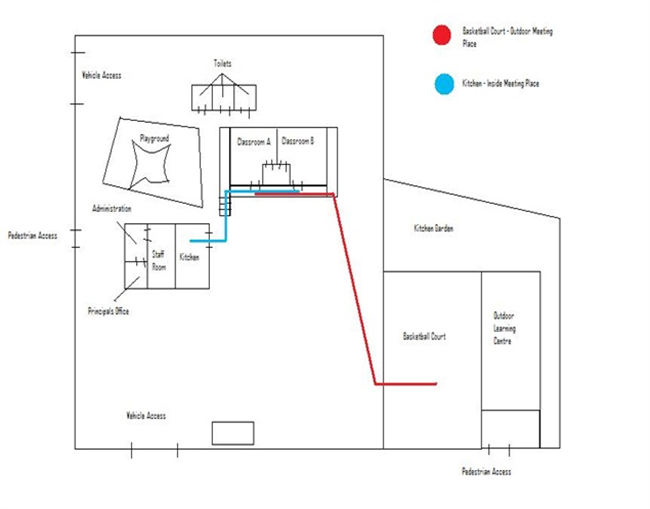 Basketball Court - Outdoor Meeting
Place
Kitchen - Inside Meeting Place
Toilets
Vehicle Access
Classroom A
Classroom B
Playground
Administration
Pedestrian Access
Staff
Room
Kitchen
Principals Office
Kitchen Garden
Basketball Court
Outdoor
Learning
Centre
Vehicle Access
Pedestrian Access